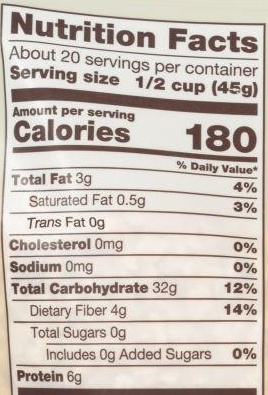 Nutrition Facts
About 20 servings per container
Serving size 1/2 cup (45g)
Amount per serving
Calories 180
% Daily Value*
Total Fat 3g 4%
Saturated Fat 0.5g 3%
Trans Fat 0g
Cholesterol 0mg 0%
Sodium 0mg 0%
Total Carbohydrate 32g 12%
Dietary Fiber 4g 14%
Total Sugars 0g
Includes 0g Added Sugars 0%
Protein 6g